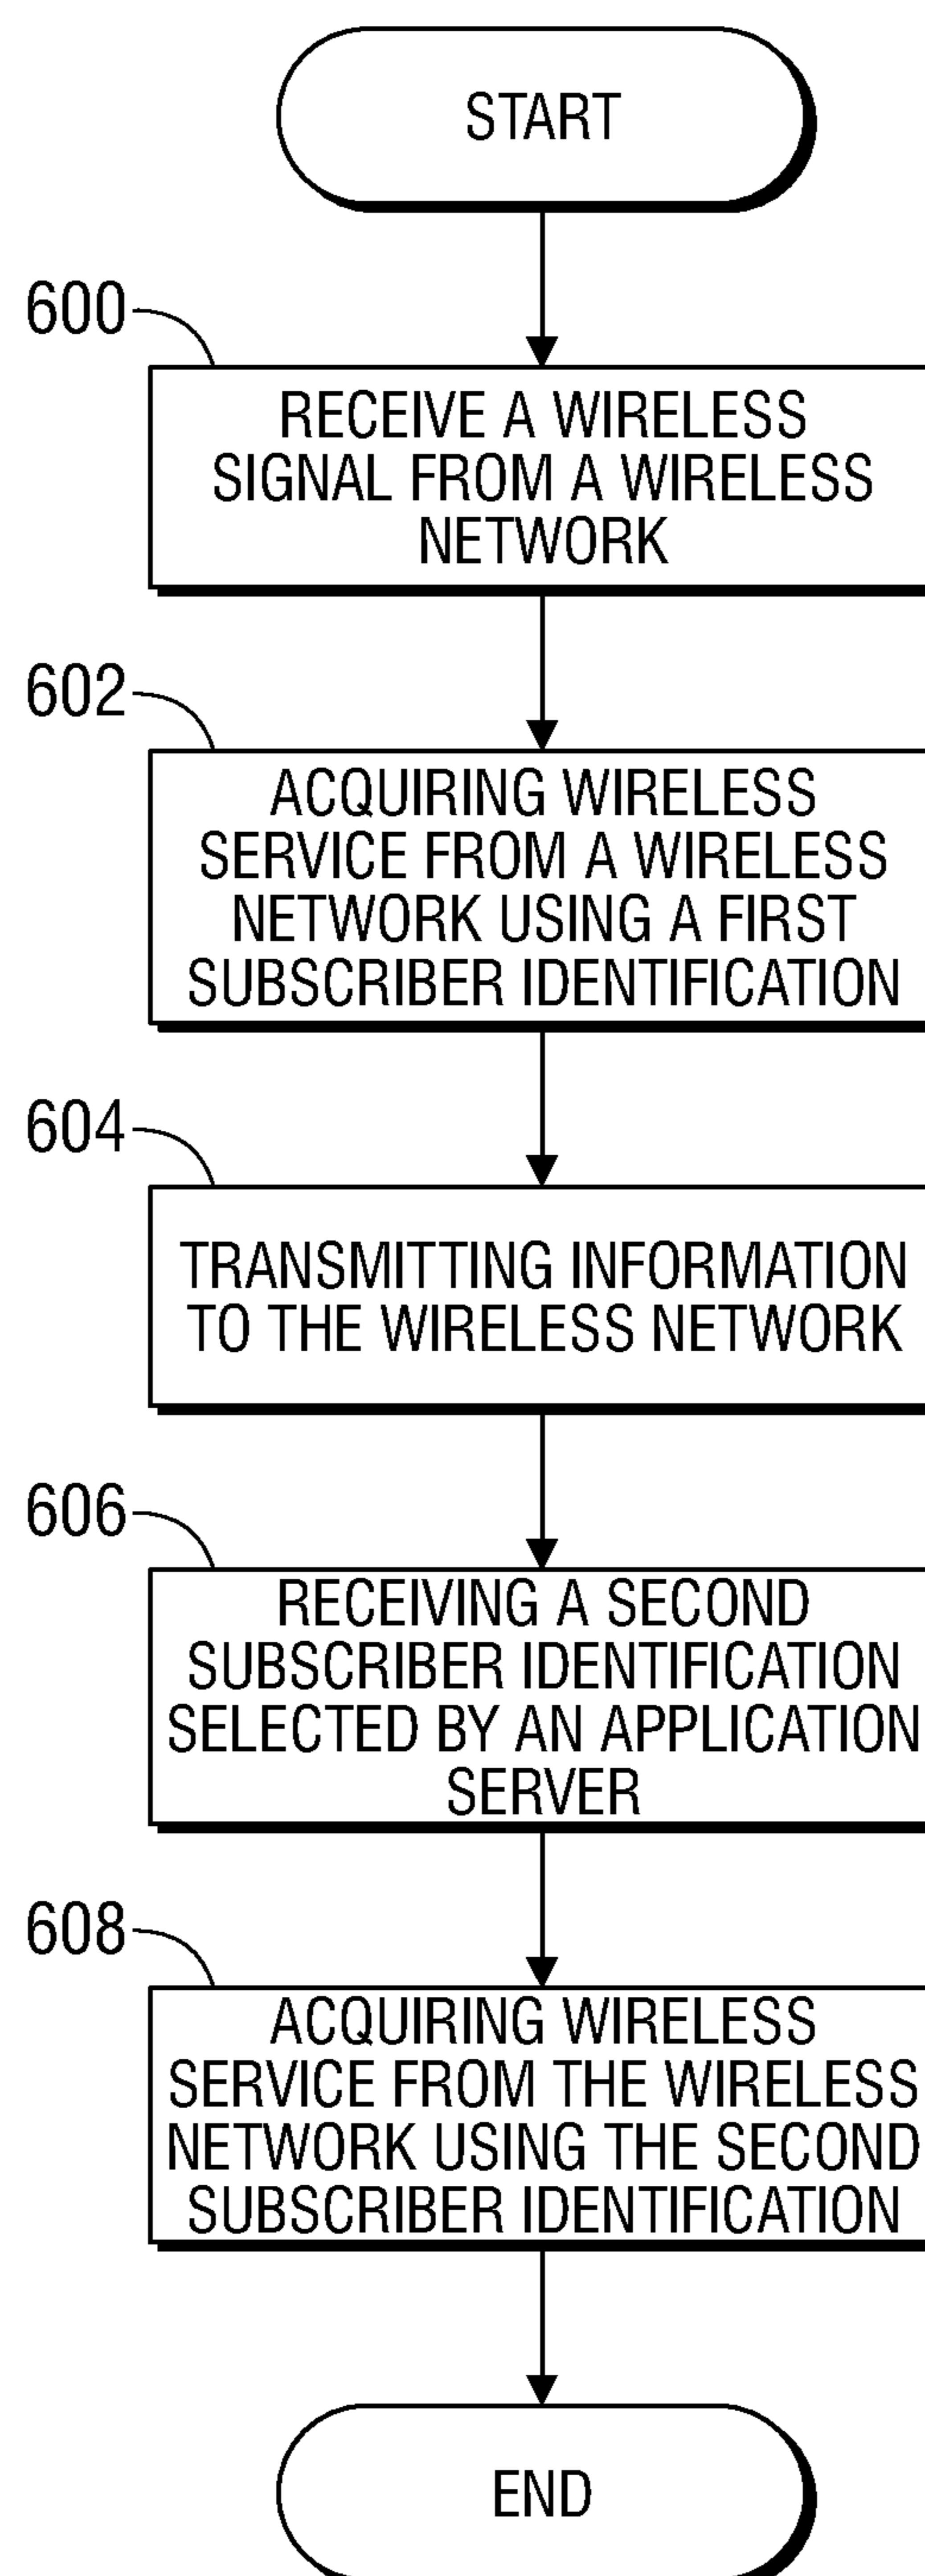 START
600
RECEIVE A WIRELESS
SIGNAL FROM A WIRELESS
NETWORK
602
ACQUIRING WIRELESS
SERVICE FROM A WIRELESS
NETWORK USING A FIRST
SUBSCRIBER IDENTIFICATION
604
TRANSMITTING INFORMATION
TO THE WIRELESS NETWORK
606
RECEIVING A SECOND
SUBSCRIBER IDENTIFICATION
SELECTED BY AN APPLICATION
SERVER
608
ACQUIRING WIRELESS
SERVICE FROM THE WIRELESS
NETWORK USING THE SECOND
SUBSCRIBER IDENTIFICATION
END